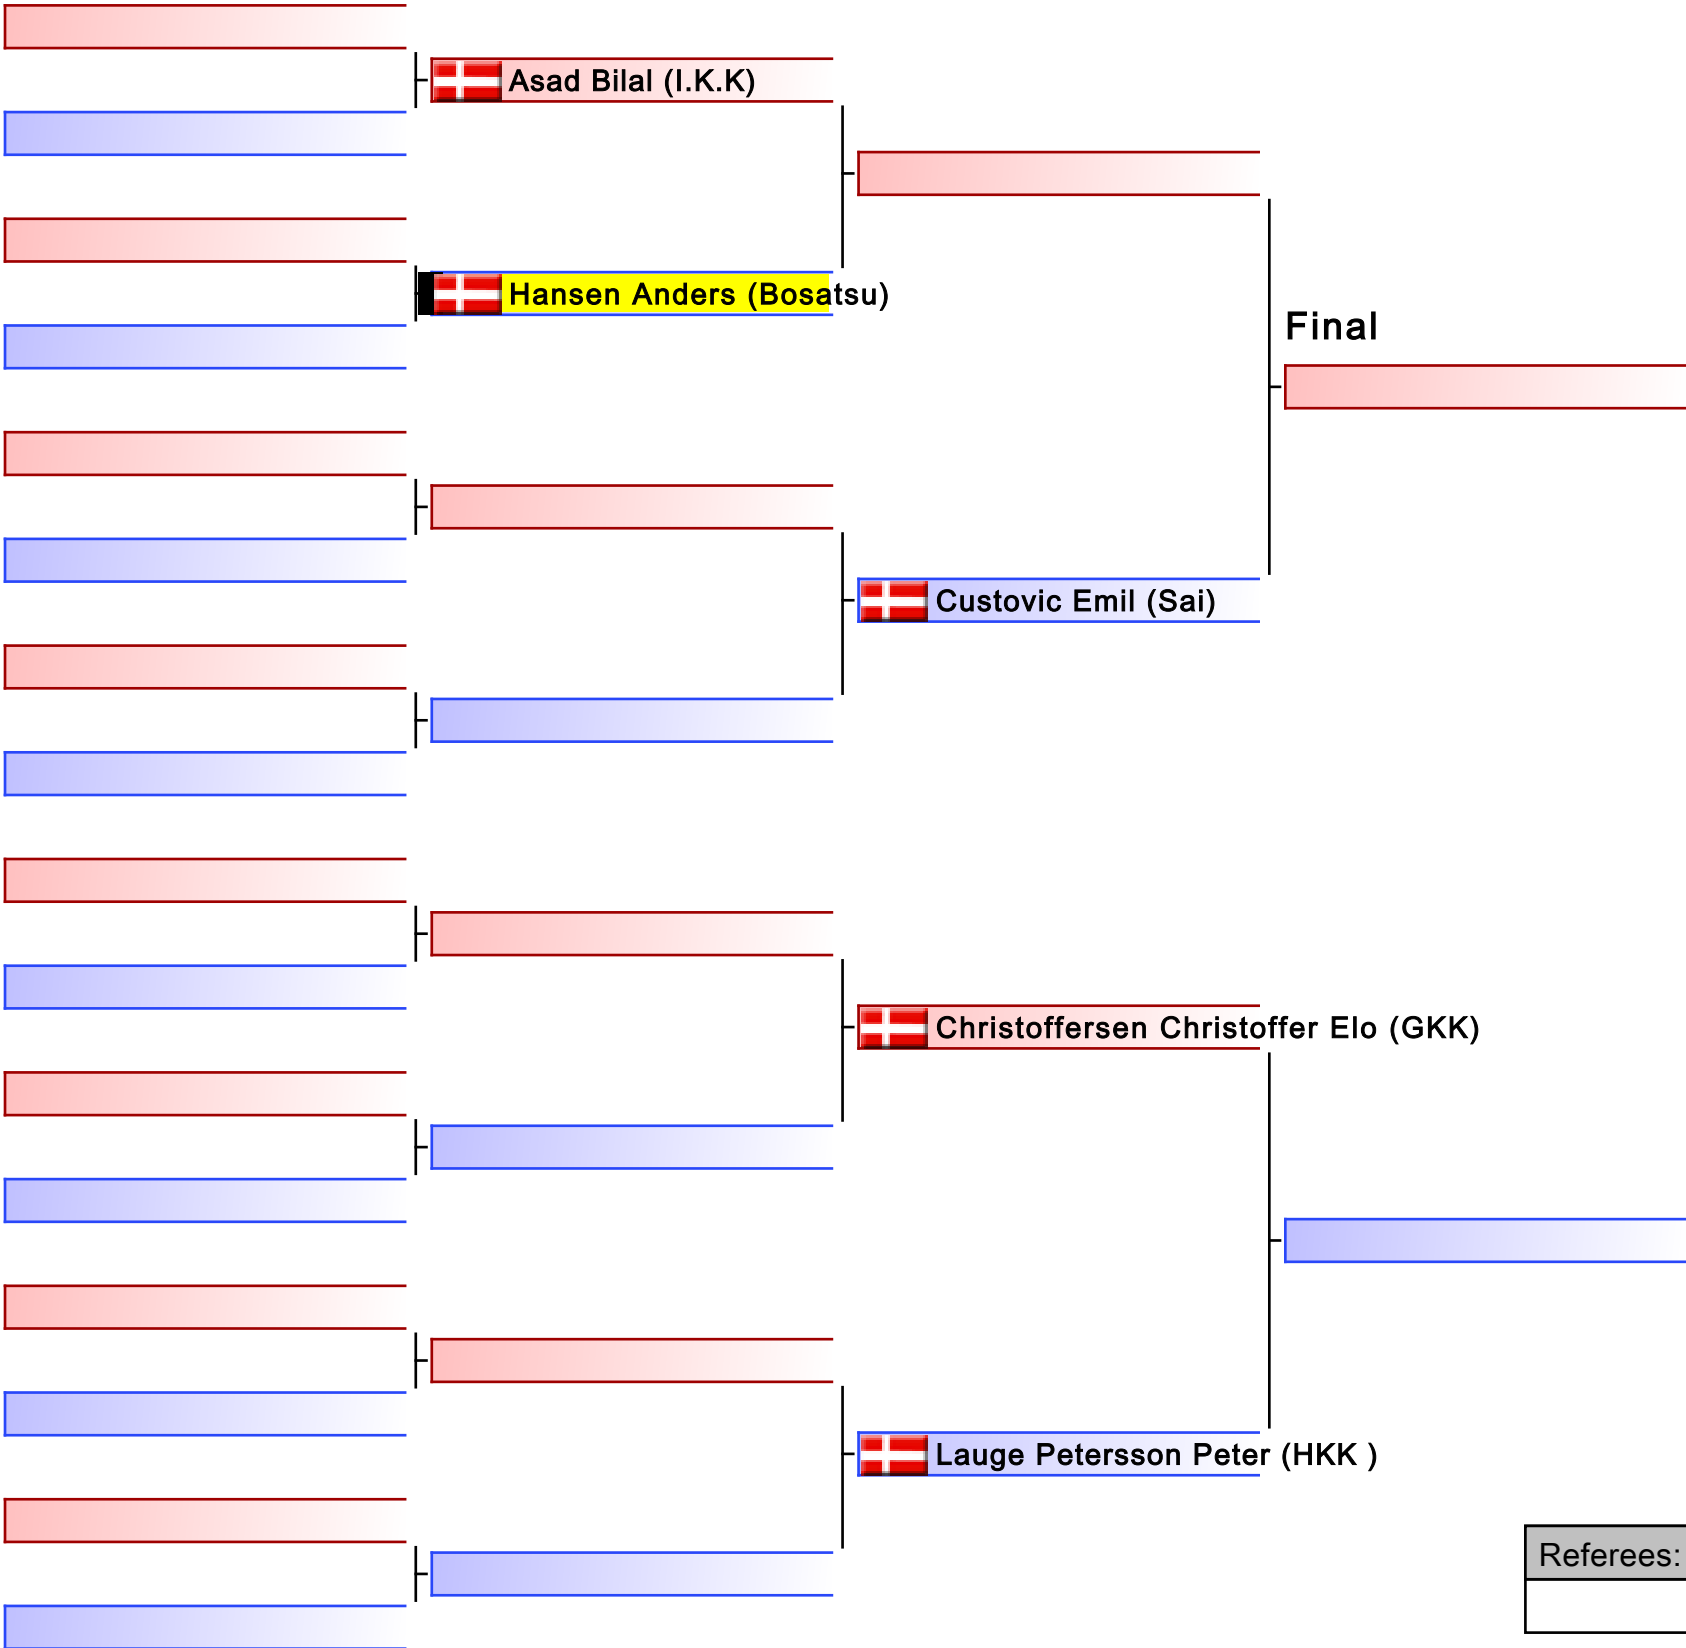 Asad Bilal (I.K.K)
Hansen Anders (Bosatsu)
Final
Custovic Emil (Sai)
Christoffersen Christoffer Elo (GKK)
Lauge Petersson Peter (HKK )
Referees: